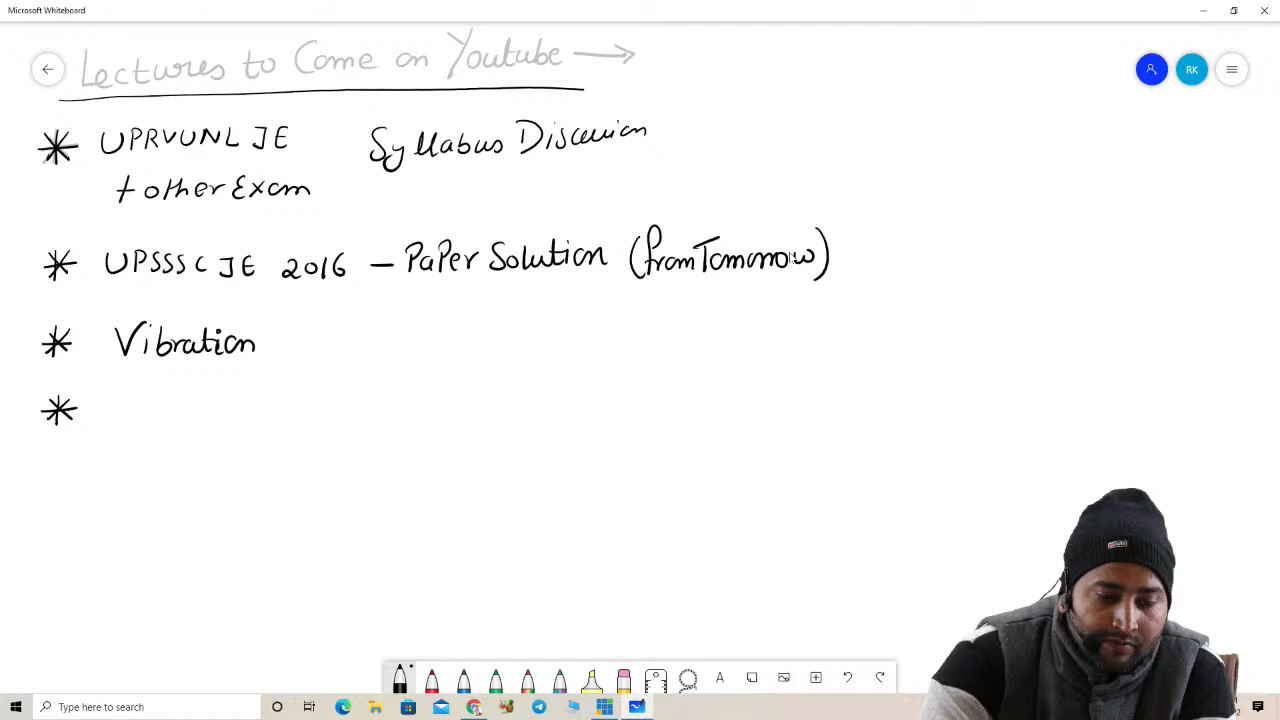 Microsoft Whiteboard
Lectures to Come on Youtube →
* UPRVUNL JE Syllabus Discussion
+ other Exam
* UPSSSC JE 2016 – Paper Solution (from Tomorrow)
* Vibration
*
RK
A
Type here to search